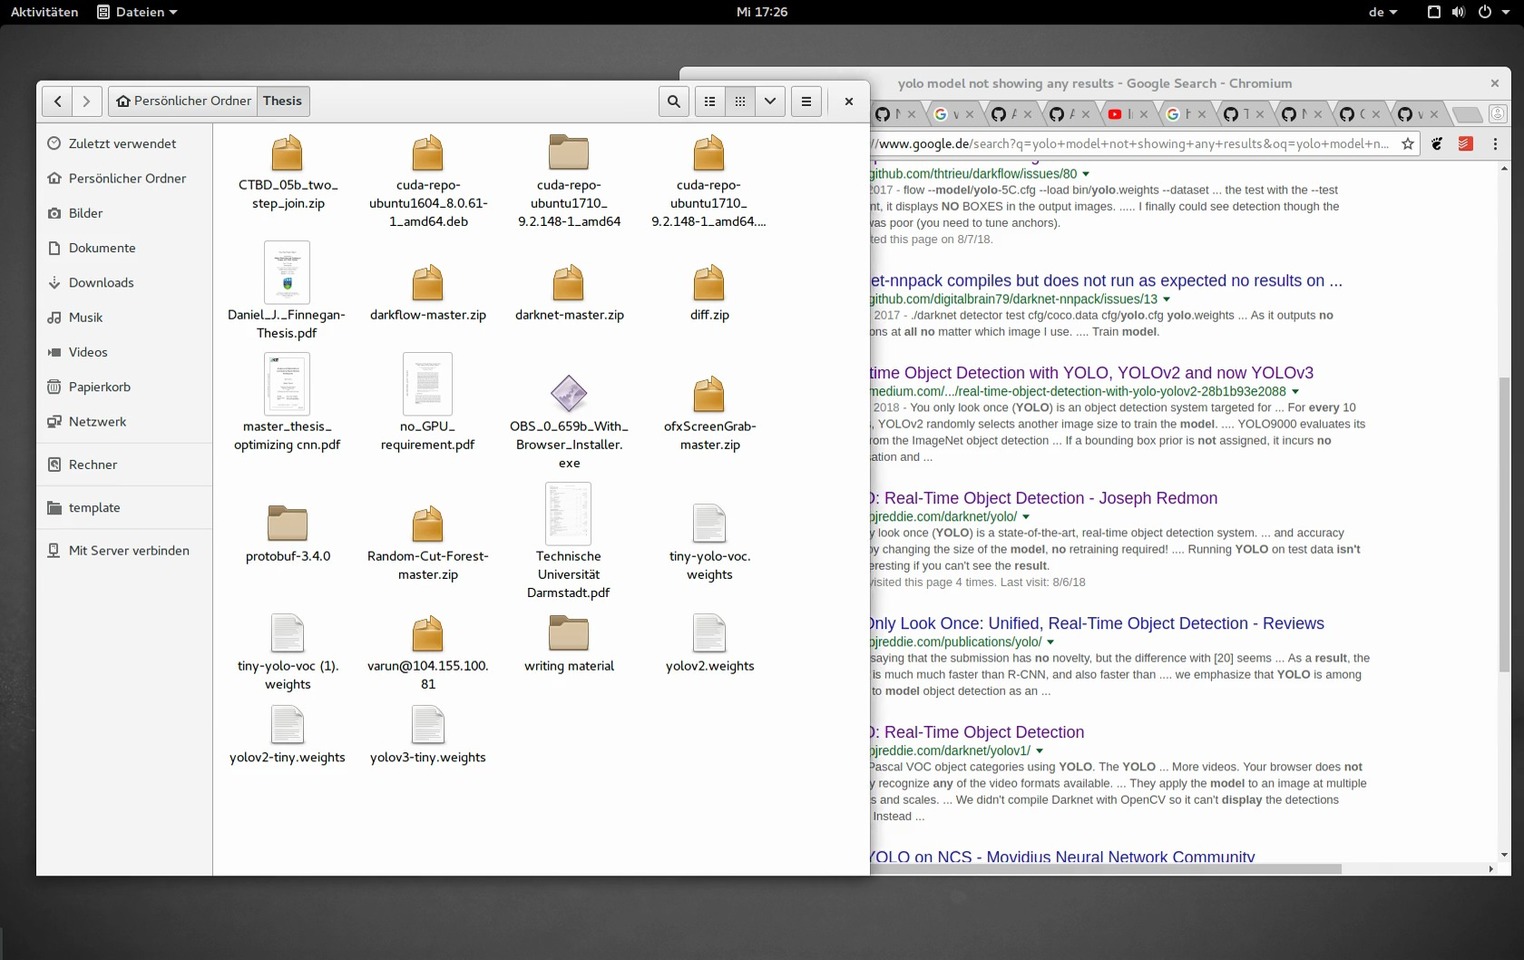 Aktivitäten
Dateien
Mi 17:26
de
Persönlicher Ordner
Thesis
Zuletzt verwendet
Persönlicher Ordner
Bilder
Dokumente
Downloads
Musik
Videos
Papierkorb
Netzwerk
Rechner
template
Mit Server verbinden
CTBD_05b_two_
step_join.zip
cuda-repo-
ubuntu1604_8.0.61-
1_amd64.deb
cuda-repo-
ubuntu1710_
9.2.148-1_amd64
cuda-repo-
ubuntu1710_
9.2.148-1_amd64....
Daniel_J._Finnegan-
Thesis.pdf
darkflow-master.zip
darknet-master.zip
diff.zip
master_thesis_
optimizing cnn.pdf
no_GPU_
requirement.pdf
OBS_0_659b_With_
Browser_Installer.
exe
ofxScreenGrab-
master.zip
protobuf-3.4.0
Random-Cut-Forest-
master.zip
Technische
Universität
Darmstadt.pdf
tiny-yolo-voc.
weights
tiny-yolo-voc (1).
weights
varun@104.155.100.
81
writing material
yolov2.weights
yolov2-tiny.weights
yolov3-tiny.weights
yolo model not showing any results - Google Search - Chromium
//www.google.de/search?q=yolo+model+not+showing+any+results&oq=yolo+model+n...
github.com/thtrieu/darkflow/issues/80
2017 - flow --model/yolo-5C.cfg --load bin/yolo.weights --dataset ... the test with the --test
nt, it displays NO BOXES in the output images. ..... I finally could see detection though the
was poor (you need to tune anchors).
ted this page on 8/7/18.
et-nnpack compiles but does not run as expected no results on ...
github.com/digitalbrain79/darknet-nnpack/issues/13
2017 - ./darknet detector test cfg/coco.data cfg/yolo.cfg yolo.weights ... As it outputs no
ons at all no matter which image I use. .... Train model.
time Object Detection with YOLO, YOLOv2 and now YOLOv3
medium.com/.../real-time-object-detection-with-yolo-yolov2-28b1b93e2088
2018 - You only look once (YOLO) is an object detection system targeted for ... For every 10
s, YOLOv2 randomly selects another image size to train the model. .... YOLO9000 evaluates its
rom the ImageNet object detection ... If a bounding box prior is not assigned, it incurs no
sation and ...
O: Real-Time Object Detection - Joseph Redmon
pjreddie.com/darknet/yolo/
y look once (YOLO) is a state-of-the-art, real-time object detection system. ... and accuracy
by changing the size of the model, no retraining required! .... Running YOLO on test data isn't
eresting if you can't see the result.
visited this page 4 times. Last visit: 8/6/18
Only Look Once: Unified, Real-Time Object Detection - Reviews
pjreddie.com/publications/yolo/
saying that the submission has no novelty, but the difference with [20] seems ... As a result, the
is much much faster than R-CNN, and also faster than .... we emphasize that YOLO is among
to model object detection as an ...
O: Real-Time Object Detection
pjreddie.com/darknet/yolov1/
Pascal VOC object categories using YOLO. The YOLO ... More videos. Your browser does not
y recognize any of the video formats available. ... They apply the model to an image at multiple
s and scales. ... We didn't compile Darknet with OpenCV so it can't display the detections
Instead ...
YOLO on NCS - Movidius Neural Network Community